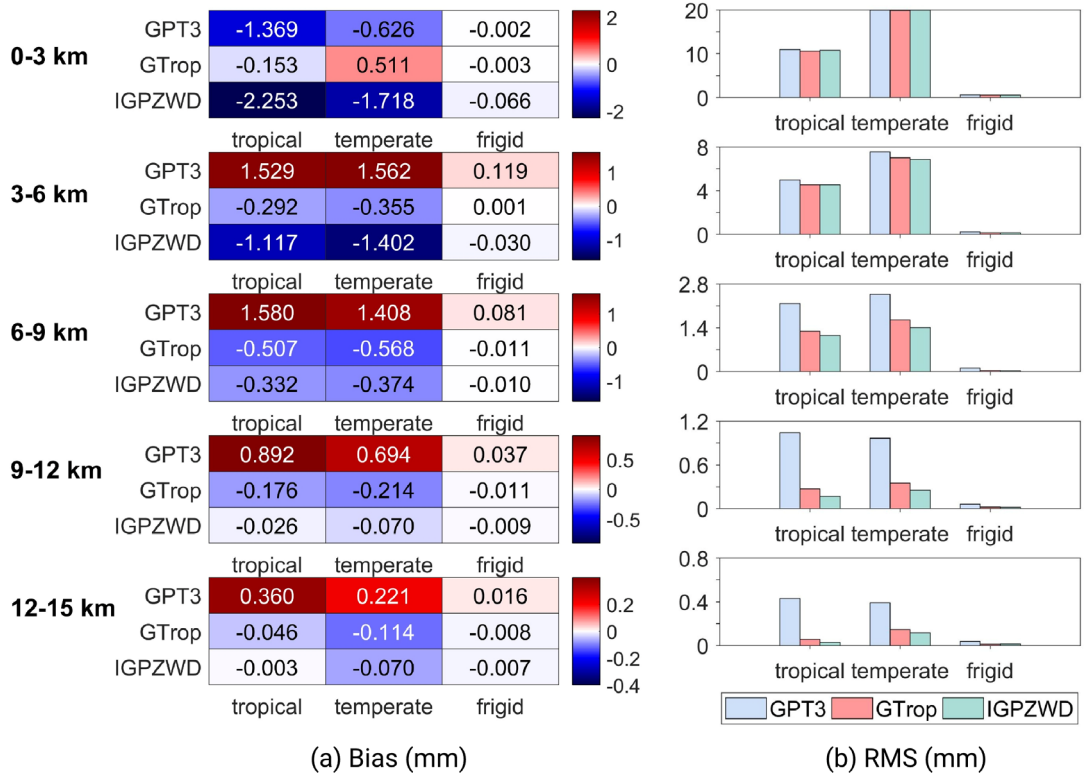 0-3 km
GPT3 -1.369 -0.626 -0.002
GTrop -0.153 0.511 -0.003
IGPZWD -2.253 -1.718 -0.066
tropical temperate frigid
2
0
-2
20
10
0
tropical temperate frigid
3-6 km
GPT3 1.529 1.562 0.119
GTrop -0.292 -0.355 0.001
IGPZWD -1.117 -1.402 -0.030
tropical temperate frigid
1
0
-1
8
4
0
tropical temperate frigid
6-9 km
GPT3 1.580 1.408 0.081
GTrop -0.507 -0.568 -0.011
IGPZWD -0.332 -0.374 -0.010
tropical temperate frigid
1
0
-1
2.8
1.4
0
tropical temperate frigid
9-12 km
GPT3 0.892 0.694 0.037
GTrop -0.176 -0.214 -0.011
IGPZWD -0.026 -0.070 -0.009
tropical temperate frigid
0.5
0
-0.5
1.2
0.6
0
tropical temperate frigid
12-15 km
GPT3 0.360 0.221 0.016
GTrop -0.046 -0.114 -0.008
IGPZWD -0.003 -0.070 -0.007
tropical temperate frigid
0.2
0
-0.2
-0.4
0.8
0.4
0
tropical temperate frigid
GPT3 GTrop IGPZWD
(a) Bias (mm)
(b) RMS (mm)